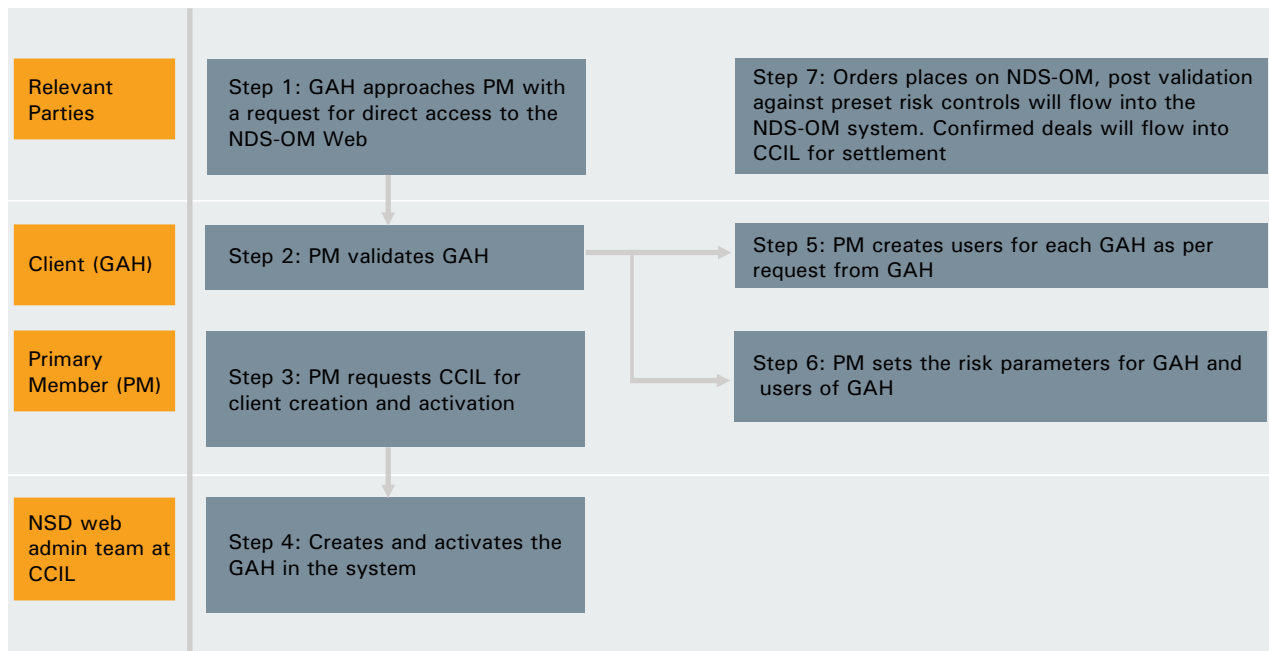 Relevant
Parties
Step 1: GAH approaches PM with
a request for direct access to the
NDS-OM Web
Step 7: Orders places on NDS-OM, post validation
against preset risk controls will flow into the
NDS-OM system. Confirmed deals will flow into
CCIL for settlement
Client (GAH)
Step 2: PM validates GAH
Step 5: PM creates users for each GAH as per
request from GAH
Primary
Member (PM)
Step 3: PM requests CCIL for
client creation and activation
Step 6: PM sets the risk parameters for GAH and
users of GAH
NSD web
admin team at
CCIL
Step 4: Creates and activates the
GAH in the system